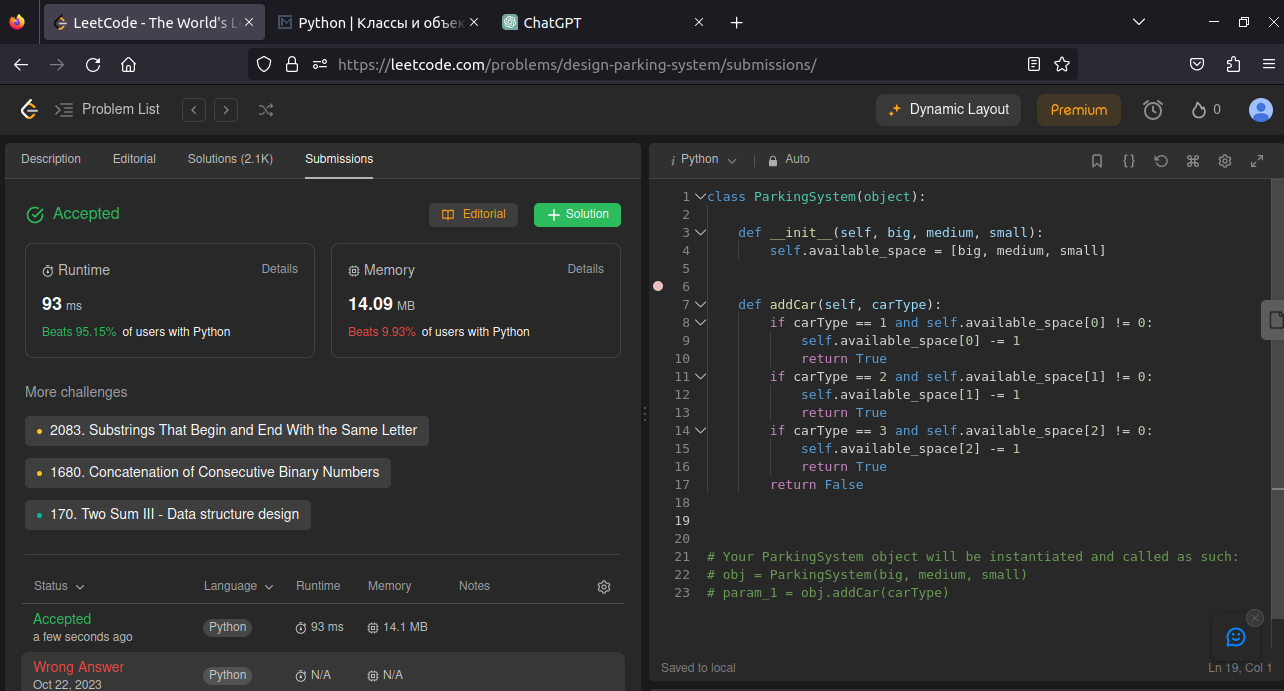 LeetCode - The World's L
Python | Классы и объек
ChatGPT
https://leetcode.com/problems/design-parking-system/submissions/
Problem List
Dynamic Layout
Premium
0
Description
Editorial
Solutions (2.1K)
Submissions
Accepted
Editorial
Solution
Runtime
Details
93 ms
Beats 95.15% of users with Python
Memory
Details
14.09 MB
Beats 9.93% of users with Python
More challenges
2083. Substrings That Begin and End With the Same Letter
1680. Concatenation of Consecutive Binary Numbers
170. Two Sum III - Data structure design
Status Language Runtime Memory Notes
Accepted
a few seconds ago
Python
93 ms
14.1 MB
Wrong Answer
Oct 22, 2023
Python
N/A
N/A
i Python
Auto
1 class ParkingSystem(object):
2
3     def __init__(self, big, medium, small):
4         self.available_space = [big, medium, small]
5
6
7     def addCar(self, carType):
8         if carType == 1 and self.available_space[0] != 0:
9             self.available_space[0] -= 1
10             return True
11         if carType == 2 and self.available_space[1] != 0:
12             self.available_space[1] -= 1
13             return True
14         if carType == 3 and self.available_space[2] != 0:
15             self.available_space[2] -= 1
16             return True
17         return False
18
19
20
21 # Your ParkingSystem object will be instantiated and called as such:
22 # obj = ParkingSystem(big, medium, small)
23 # param_1 = obj.addCar(carType)
Saved to local
Ln 19, Col 1